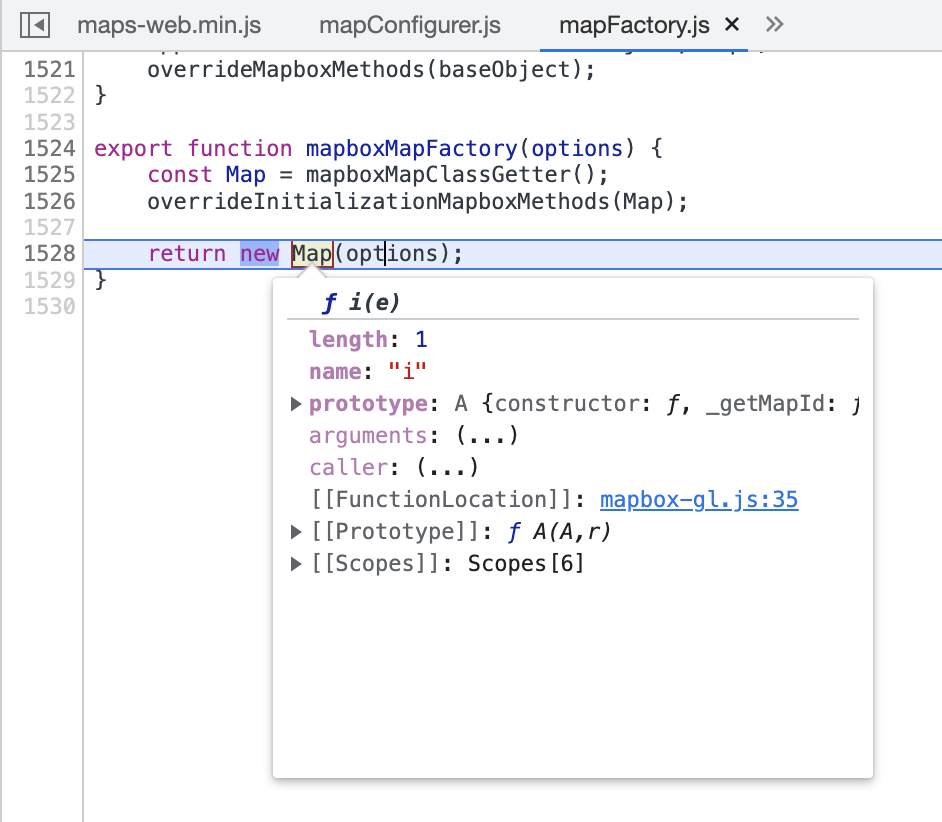 maps-web.min.js mapConfigurer.js mapFactory.js ✕ »
1521 overrideMapboxMethods(baseObject);
1522 }
1523
1524 export function mapboxMapFactory(options) {
1525 const Map = mapboxMapClassGetter();
1526 overrideInitializationMapboxMethods(Map);
1527
1528 return new Map(options);
1529 }
1530
ƒ i(e)
length: 1
name: "i"
▶ prototype: A {constructor: ƒ, _getMapId: ƒ
arguments: (...)
caller: (...)
[[FunctionLocation]]: mapbox-gl.js:35
▶ [[Prototype]]: ƒ A(A,r)
▶ [[Scopes]]: Scopes[6]